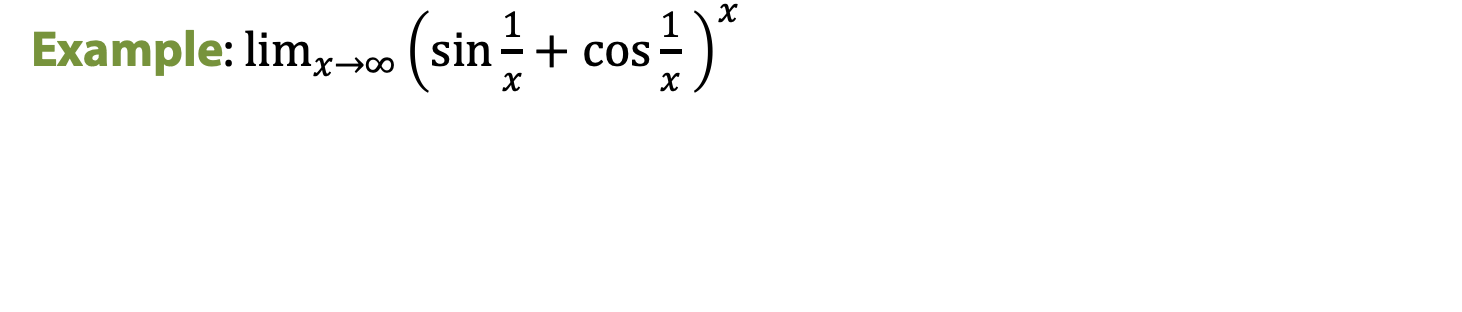 Example: lim_{x→∞} (sin 1/x + cos 1/x)^x